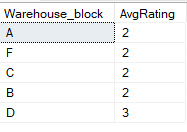 Warehouse_block AvgRating
A 2
F 2
C 2
B 2
D 3